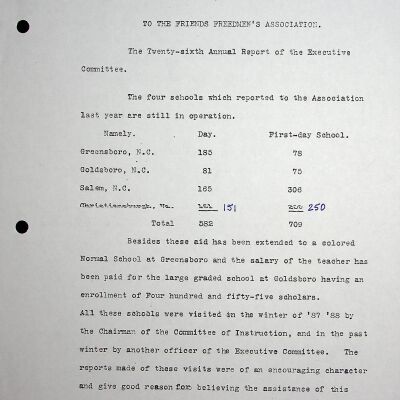 TO THE FRIENDS FREEDMEN'S ASSOCIATION.
The Twenty-sixth Annual Report of the Executive
Committee.
The four schools which reported to the Association
last year are still in operation.
Namely. Day. First-day School.
Greensboro, N.C. 185 78
Goldsboro, N.C. 81 75
Salem, N.C. 165 306
Christiansburgh, Va. 151 250
Total 582 709
Besides these aid has been extended to a colored
Normal School at Greensboro and the salary of the teacher has
been paid for the large graded school at Goldsboro having an
enrollment of Four hundred and fifty-five scholars.
All these schools were visited in the winter of '87 '88 by
the Chairman of the Committee of Instruction, and in the past
winter by another officer of the Executive Committee. The
reports made of these visits were of an encouraging character
and give good reason for believing the assistance of this